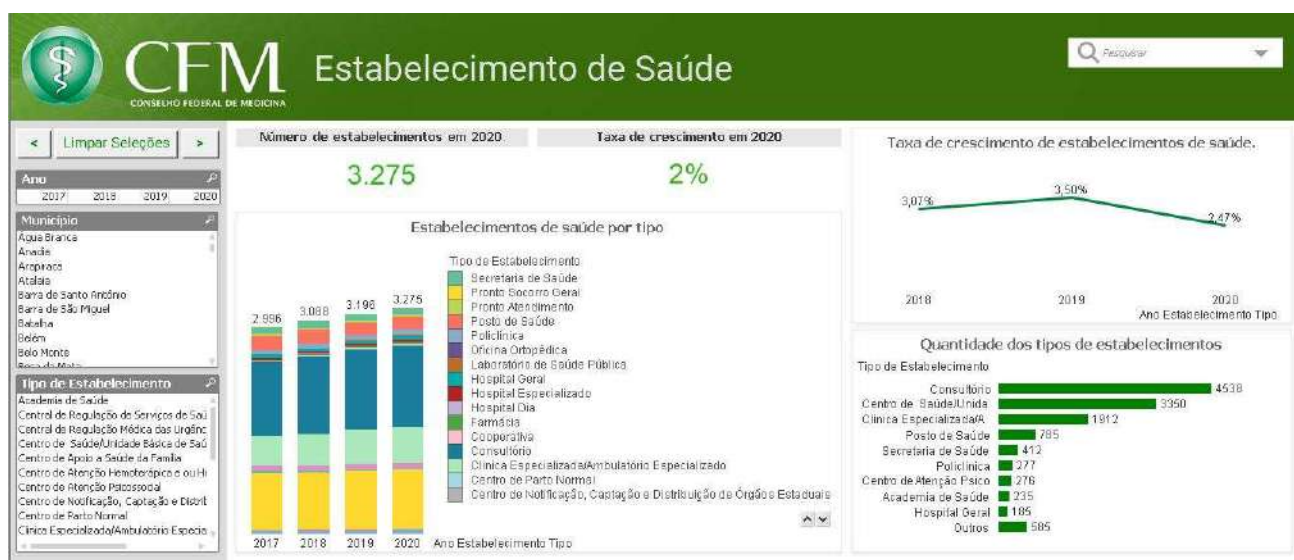 CFM
CONSELHO FEDERAL DE MEDICINA
Estabelecimento de Saúde
Pesquisar
<
Limpar Seleções
>
Ano
2017 2018 2019 2020
Município
Água Branca
Anadia
Arapiraca
Atalaia
Barra de Santo Antônio
Barra de São Miguel
Batalha
Belém
Belo Monte
Tipo de Estabelecimento
Academia de Saúde
Central de Regulação de Serviços de Saú
Central de Regulação Médica das Urgênc
Centro de Saúde/Unidade Básica de Saú
Centro de Apoio a Saúde da Família
Centro de Atenção Hemoterápica e ou H
Centro de Atenção Psicossocial
Centro de Notificação, Captação e Distrit
Centro de Parto Normal
Clínica Especializada/Ambulatório Especia
Número de estabelecimentos em 2020
3.275
Taxa de crescimento em 2020
2%
Estabelecimentos de saúde por tipo
2.996
3.088
3.196
3.275
2017 2018 2019 2020 Ano Estabelecimento Tipo
Tipo de Estabele
Secretaria de Saúde
Pronto Socorro Geral
Pronto Atendimento
Posto de Saúde
Policlínica
Oficina Ortopédica
Laboratório de Saúde Pública
Hospital Geral
Hospital Especializado
Hospital Dia
Farmácia
Cooperativa
Consultório
Clínica Especializada/Ambulatório Especializado
Centro de Parto Normal
Centro de Notificação, Captação e Distribuição de Órgãos Estaduais
Taxa de crescimento de estabelecimentos de saúde.
3,07%
3,50%
2,47%
2018 2019 2020
Ano Estabelecimento Tipo
Quantidade dos tipos de estabelecimentos
Tipo de Estabelecimento
Consultório 4538
Centro de Saúde/Unida 3350
Clínica Especializada/A 1912
Posto de Saúde 785
Secretaria de Saúde 412
Policlínica 277
Centro de Atenção Psico 276
Academia de Saúde 235
Hospital Geral 185
Outros 585